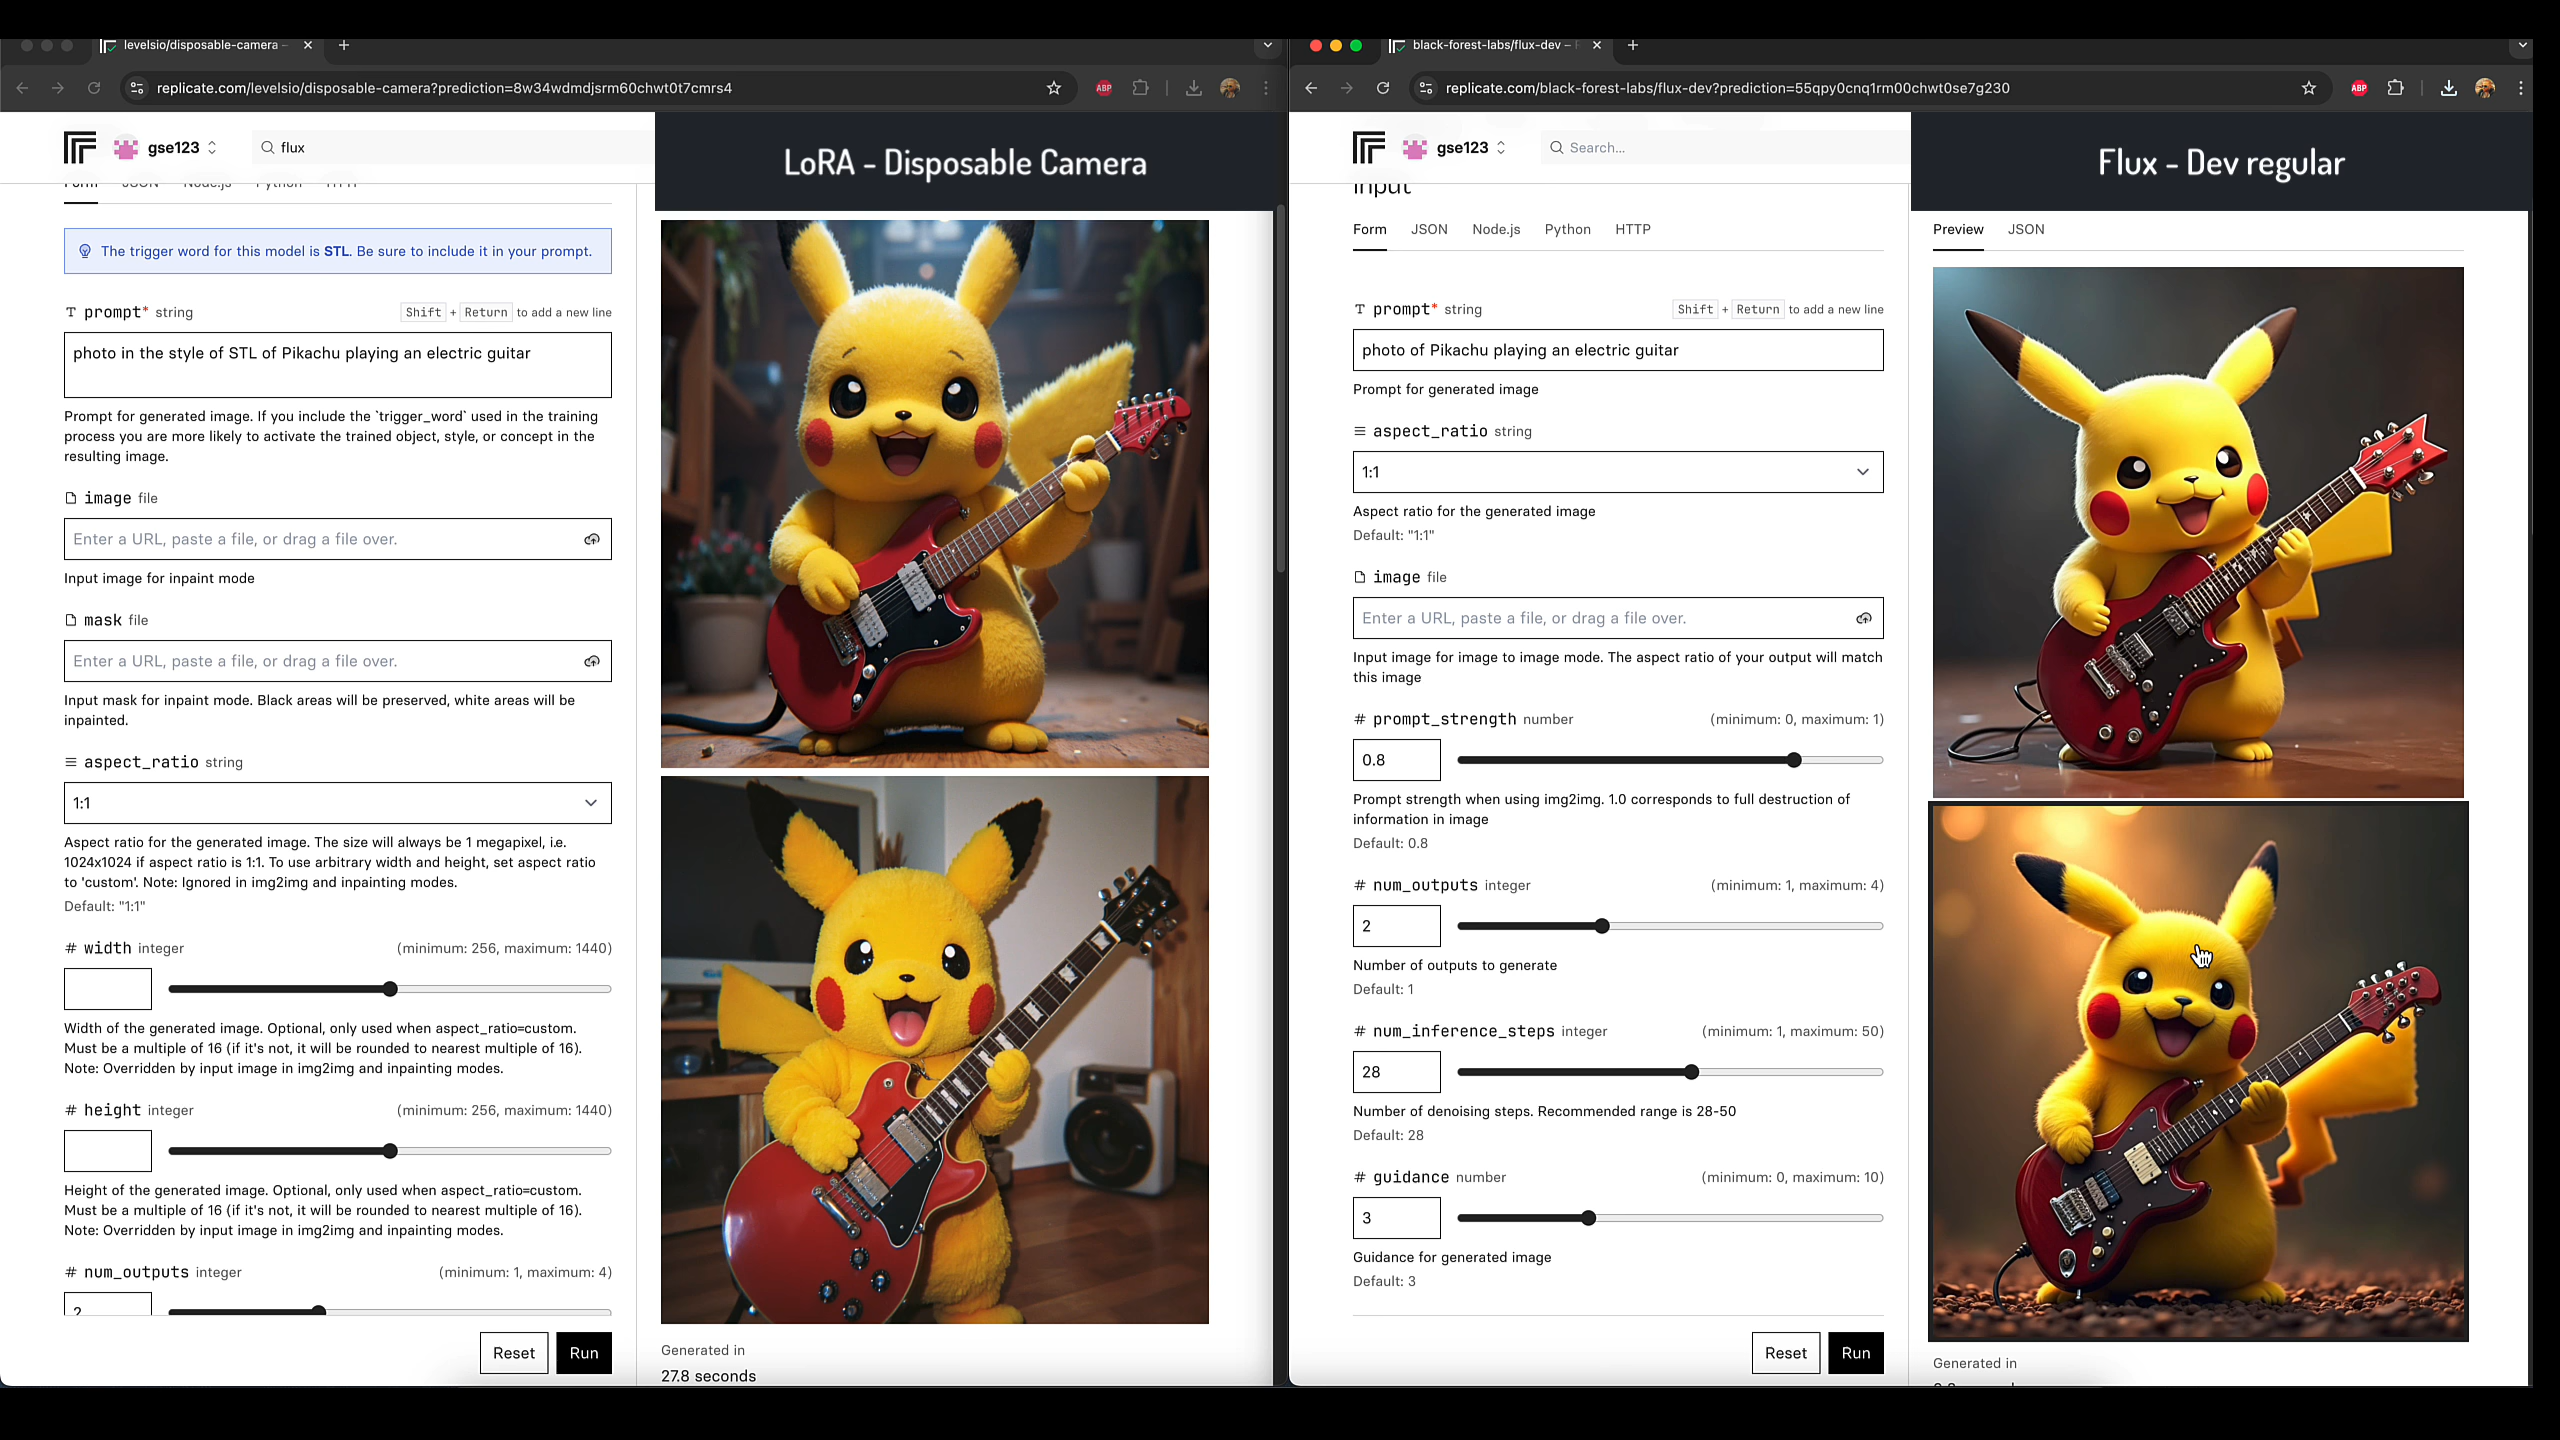 levelsio/disposable-camera –
replicate.com/levelsio/disposable-camera?prediction=8w34wdmdjsrm60chwt0t7cmrs4
ABP
gse123
flux
LoRA - Disposable Camera
Form JSON Node.js Python HTTP
The trigger word for this model is STL. Be sure to include it in your prompt.
prompt* string
Shift + Return to add a new line
photo in the style of STL of Pikachu playing an electric guitar
Prompt for generated image. If you include the `trigger_word` used in the training
process you are more likely to activate the trained object, style, or concept in the
resulting image.
image file
Enter a URL, paste a file, or drag a file over.
Input image for inpaint mode
mask file
Enter a URL, paste a file, or drag a file over.
Input mask for inpaint mode. Black areas will be preserved, white areas will be
inpainted.
aspect_ratio string
1:1
Aspect ratio for the generated image. The size will always be 1 megapixel, i.e.
1024x1024 if aspect ratio is 1:1. To use arbitrary width and height, set aspect ratio
to 'custom'. Note: Ignored in img2img and inpainting modes.
Default: "1:1"
# width integer
(minimum: 256, maximum: 1440)
Width of the generated image. Optional, only used when aspect_ratio=custom.
Must be a multiple of 16 (if it's not, it will be rounded to nearest multiple of 16).
Note: Overridden by input image in img2img and inpainting modes.
# height integer
(minimum: 256, maximum: 1440)
Height of the generated image. Optional, only used when aspect_ratio=custom.
Must be a multiple of 16 (if it's not, it will be rounded to nearest multiple of 16).
Note: Overridden by input image in img2img and inpainting modes.
# num_outputs integer
(minimum: 1, maximum: 4)
2
Reset
Run
Generated in
27.8 seconds
black-forest-labs/flux-dev –
replicate.com/black-forest-labs/flux-dev?prediction=55qpy0cnq1rm00chwt0se7g230
ABP
gse123
Search...
Flux - Dev regular
Input
Form JSON Node.js Python HTTP
prompt* string
Shift + Return to add a new line
photo of Pikachu playing an electric guitar
Prompt for generated image
aspect_ratio string
1:1
Aspect ratio for the generated image
Default: "1:1"
image file
Enter a URL, paste a file, or drag a file over.
Input image for image to image mode. The aspect ratio of your output will match
this image
# prompt_strength number
(minimum: 0, maximum: 1)
0.8
Prompt strength when using img2img. 1.0 corresponds to full destruction of
information in image
Default: 0.8
# num_outputs integer
(minimum: 1, maximum: 4)
2
Number of outputs to generate
Default: 1
# num_inference_steps integer
(minimum: 1, maximum: 50)
28
Number of denoising steps. Recommended range is 28-50
Default: 28
# guidance number
(minimum: 0, maximum: 10)
3
Guidance for generated image
Default: 3
Reset
Run
Preview JSON
Generated in